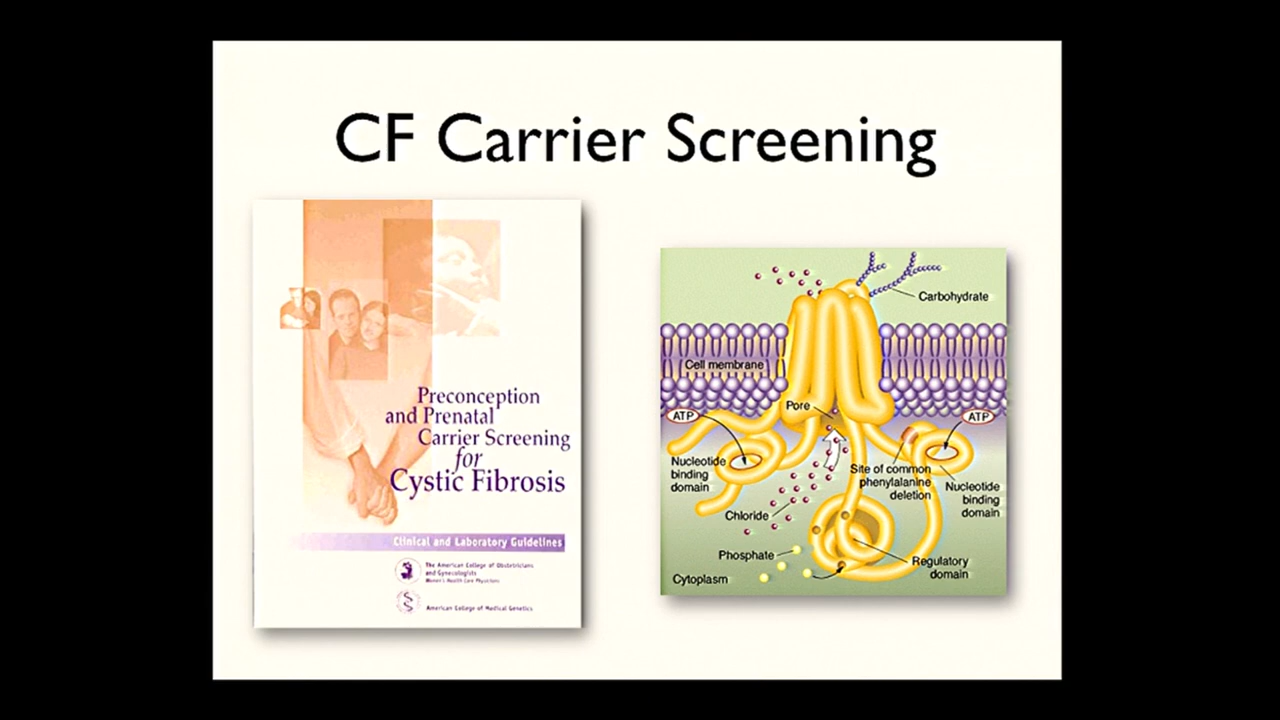 CF Carrier Screening
Preconception
and Prenatal
Carrier Screening
for
Cystic Fibrosis
Clinical and Laboratory Guidelines
The American College of Obstetricians
and Gynecologists
Women's Health Care Physicians
American College of Medical Genetics
Carbohydrate
Cell membrane
Pore
ATP
ATP
Nucleotide
binding
domain
Site of common
phenylalanine
deletion
Nucleotide
binding
domain
Chloride
Phosphate
Regulatory
domain
Cytoplasm